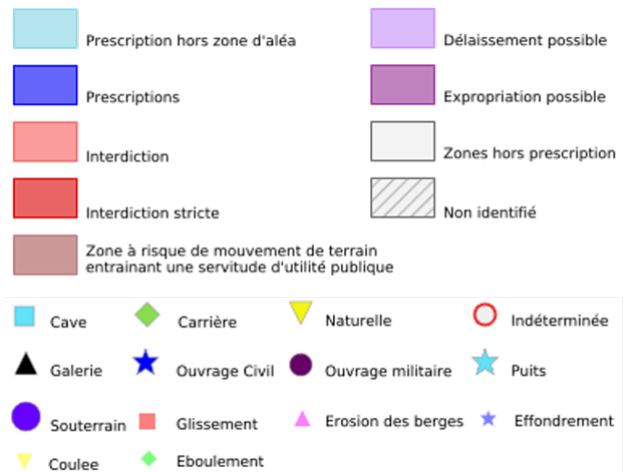 Prescription hors zone d'aléa
Délaissement possible
Prescriptions
Expropriation possible
Interdiction
Zones hors prescription
Interdiction stricte
Non identifié
Zone à risque de mouvement de terrain
entrainant une servitude d'utilité publique
Cave
Carrière
Naturelle
Indéterminée
Galerie
Ouvrage Civil
Ouvrage militaire
Puits
Souterrain
Glissement
Erosion des berges
Effondrement
Coulee
Eboulement